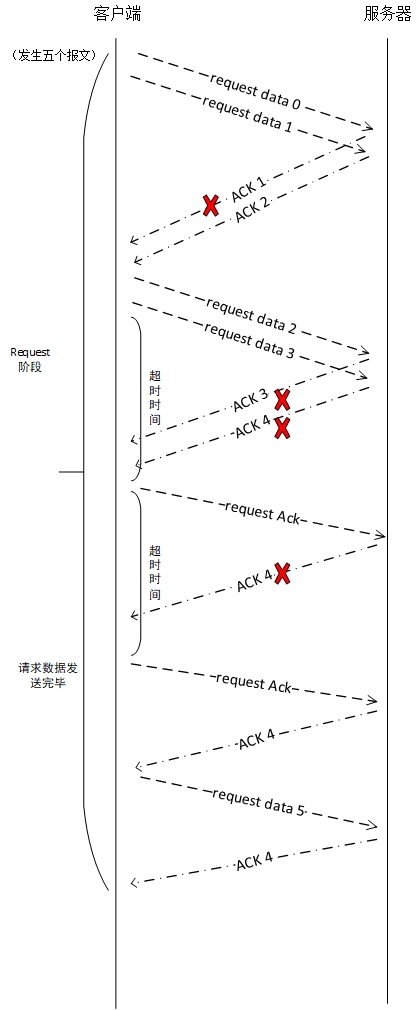 客户端
服务器
（发生五个报文）
request data 0
request data 1
ACK 1
ACK 2
request data 2
request data 3
Request
阶段
超时时间
ACK 3
ACK 4
request Ack
超时时间
ACK 4
请求数据发
送完毕
request Ack
ACK 4
request data 5
ACK 4